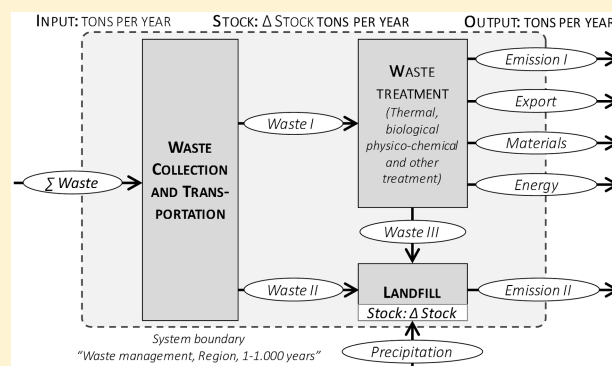 INPUT: TONS PER YEAR
STOCK: Δ STOCK TONS PER YEAR
OUTPUT: TONS PER YEAR
∑ Waste
WASTE
COLLECTION
AND TRANS-
PORTATION
Waste I
Waste II
WASTE
TREATMENT
(Thermal,
biological
physico-chemical
and other
treatment)
Emission I
Export
Materials
Energy
Waste III
LANDFILL
Stock: Δ Stock
Emission II
Precipitation
System boundary
“Waste management, Region, 1-1.000 years”